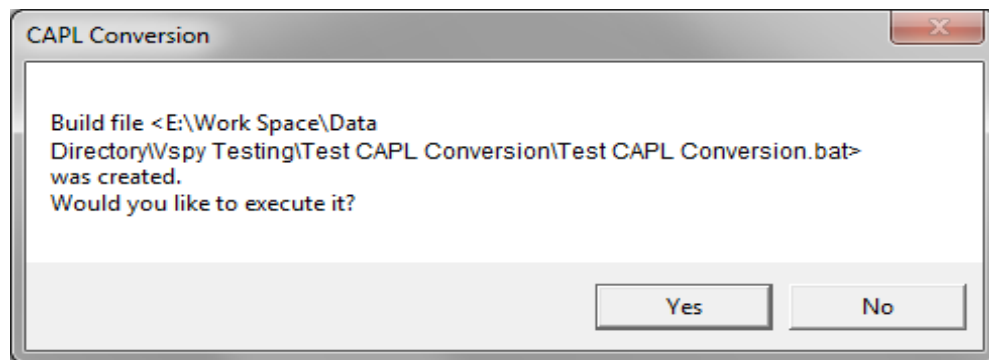 CAPL Conversion
Build file <E:\Work Space\Data
Directory\Vspy Testing\Test CAPL Conversion\Test CAPL Conversion.bat>
was created.
Would you like to execute it?
Yes
No